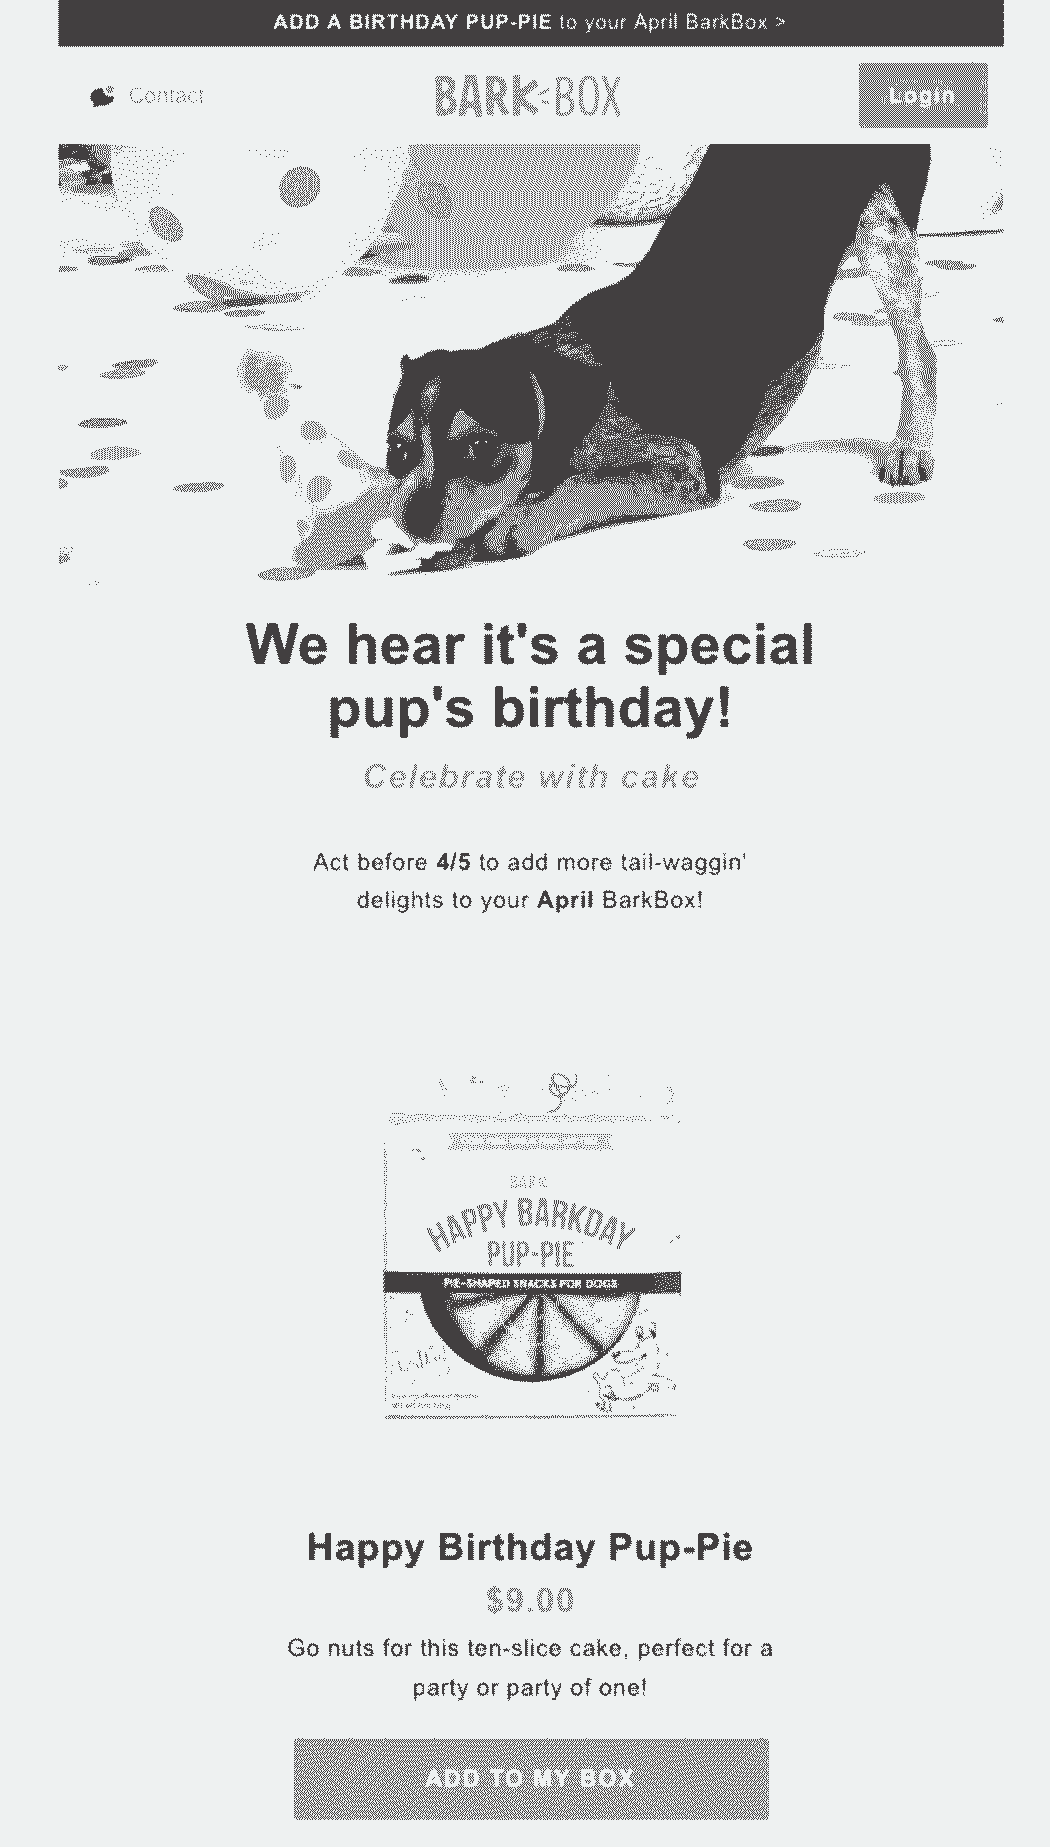 ADD A BIRTHDAY PUP-PIE to your April BarkBox >
Contact
BARK BOX
Login
We hear it's a special
pup's birthday!
Celebrate with cake
Act before 4/5 to add more tail-waggin'
delights to your April BarkBox!
BARK
HAPPY BARKDAY
PUP-PIE
PIE-SHAPED SNACKS FOR DOGS
Happy Birthday Pup-Pie
$9.00
Go nuts for this ten-slice cake, perfect for a
party or party of one!
ADD TO MY BOX